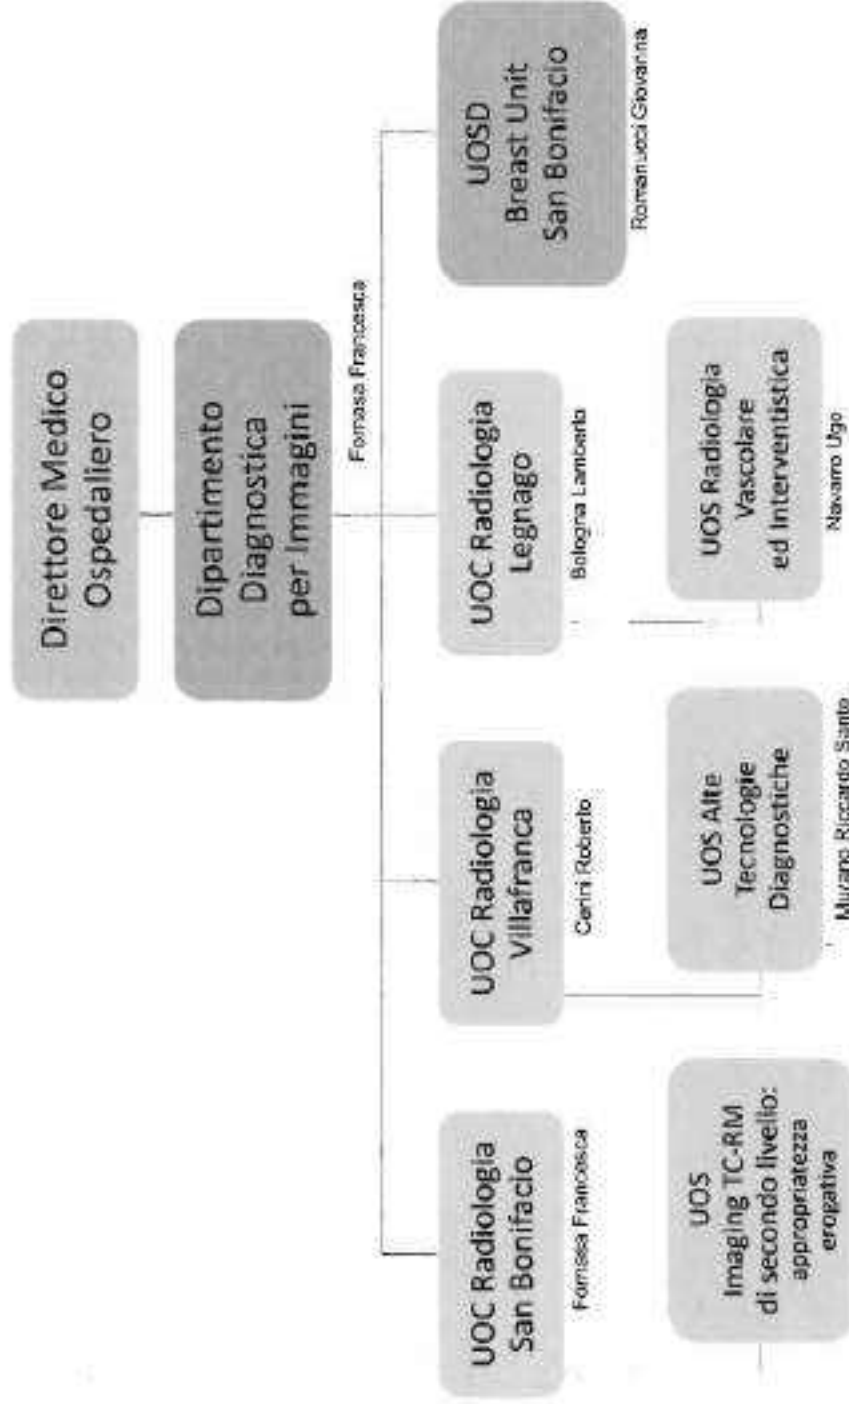 Direttore Medico
Ospedaliero
Dipartimento
Diagnostica
per Immagini
Fornasa Francesca
UOC Radiologia
San Bonifacio
Fornasa Francesca
UOC Radiologia
Villafranca
Cerini Roberto
UOC Radiologia
Legnago
Bologna Lamberto
UOSD
Breast Unit
San Bonifacio
Romanucci Giovanna
UOS
Imaging TC-RM
di secondo livello:
appropriatezza
erogativa
UOS Alte
Tecnologie
Diagnostiche
Murano Riccardo Santo
UOS Radiologia
Vascolare
ed Interventistica
Navarro Ugo